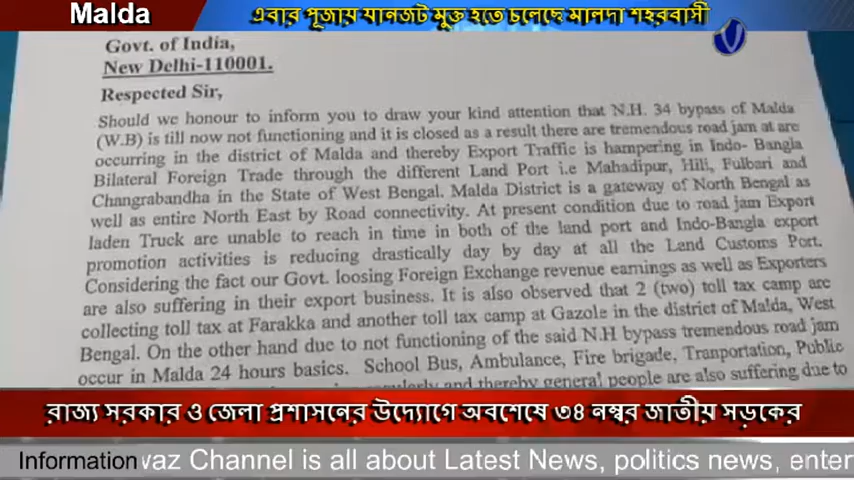 Malda
এবার পূজায় যানজট মুক্ত হতে চলেছে মালদা শহরবাসী
Govt. of India,
New Delhi-110001.
Respected Sir,
Should we honour to inform you to draw your kind attention that N.H. 34 bypass of Malda
(W.B) is till now not functioning and it is closed as a result there are tremendous road jam at are
occurring in the district of Malda and thereby Export Traffic is hampering in Indo- Bangla
Bilateral Foreign Trade through the different Land Port i.e Mahadipur, Hili, Fulbari and
Changrabandha in the State of West Bengal. Malda District is a gateway of North Bengal as
well as entire North East by Road connectivity. At present condition due to road jam Export
laden Truck are unable to reach in time in both of the land port and Indo-Bangla export
promotion activities is reducing drastically day by day at all the Land Customs Port.
Considering the fact our Govt. loosing Foreign Exchange revenue earnings as well as Exporters
are also suffering in their export business. It is also observed that 2 (two) toll tax camp are
collecting toll tax at Farakka and another toll tax camp at Gazole in the district of Malda, West
Bengal. On the other hand due to not functioning of the said N.H bypass tremendous road jam
occur in Malda 24 hours basics. School Bus, Ambulance, Fire brigade, Tranportation, Public
and thereby general people are also suffering due to
রাজ্য সরকার ও জেলা প্রশাসনের উদ্যোগে অবশেষে ৩৪ নম্বর জাতীয় সড়কের
Information waz Channel is all about Latest News, politics news, enter